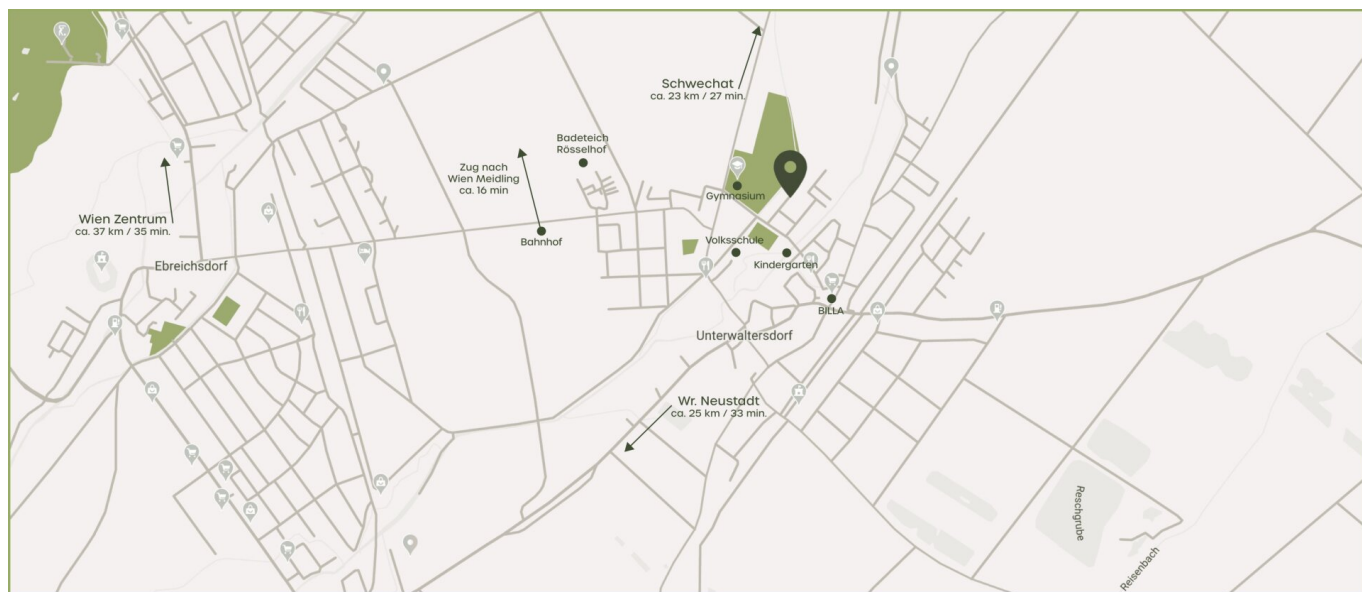 Schwechat
ca. 23 km / 27 min.
Badeteich
Rösselhof
Zug nach
Wien Meidling
ca. 16 min
Gymnasium
Wien Zentrum
ca. 37 km / 35 min.
Bahnhof
Volksschule
Kindergarten
Ebreichsdorf
BILLA
Unterwaltersdorf
Wr. Neustadt
ca. 25 km / 33 min.
Reschgrube
Reisenbach